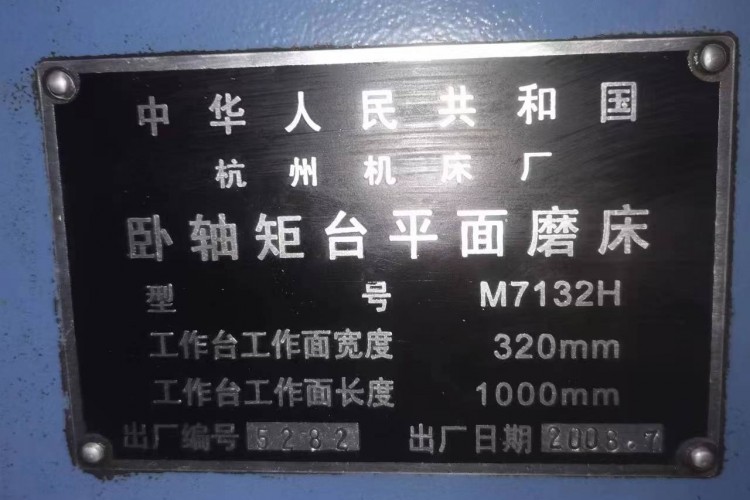 中华人民共和国
杭州机床厂
卧轴矩台平面磨床
型号 M7132H
工作台工作面宽度 320mm
工作台工作面长度 1000mm
出厂编号 5282 出厂日期 2006.7